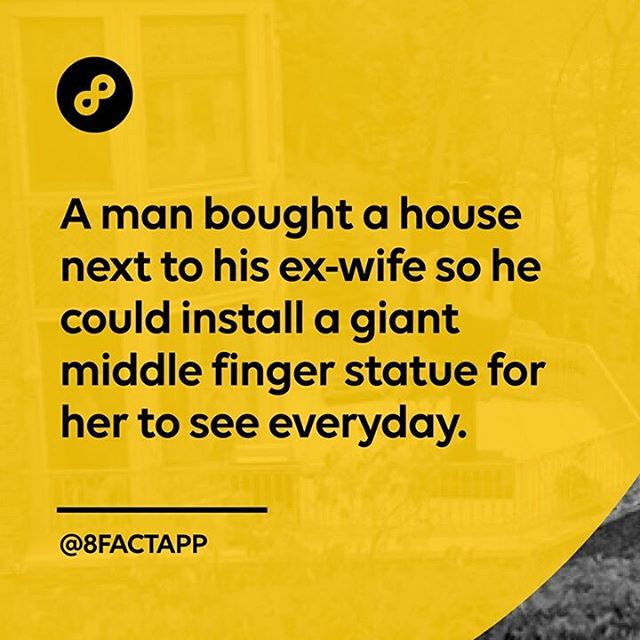 A man bought a house
next to his ex-wife so he
could install a giant
middle finger statue for
her to see everyday.
@8FACTAPP